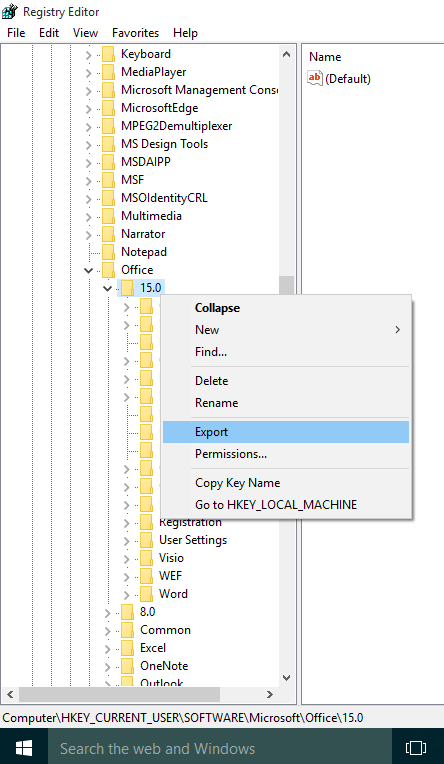 Registry Editor
File Edit View Favorites Help
Keyboard
MediaPlayer
Microsoft Management Cons
MicrosoftEdge
MPEG2Demultiplexer
MS Design Tools
MSDAIPP
MSF
MSOIdentityCRL
Multimedia
Narrator
Notepad
Office
15.0
Collapse
New
Find...
Delete
Rename
Export
Permissions...
Copy Key Name
Go to HKEY_LOCAL_MACHINE
Registration
User Settings
Visio
WEF
Word
8.0
Common
Excel
OneNote
Outlook
Name
ab (Default)
Computer\HKEY_CURRENT_USER\SOFTWARE\Microsoft\Office\15.0
Search the web and Windows